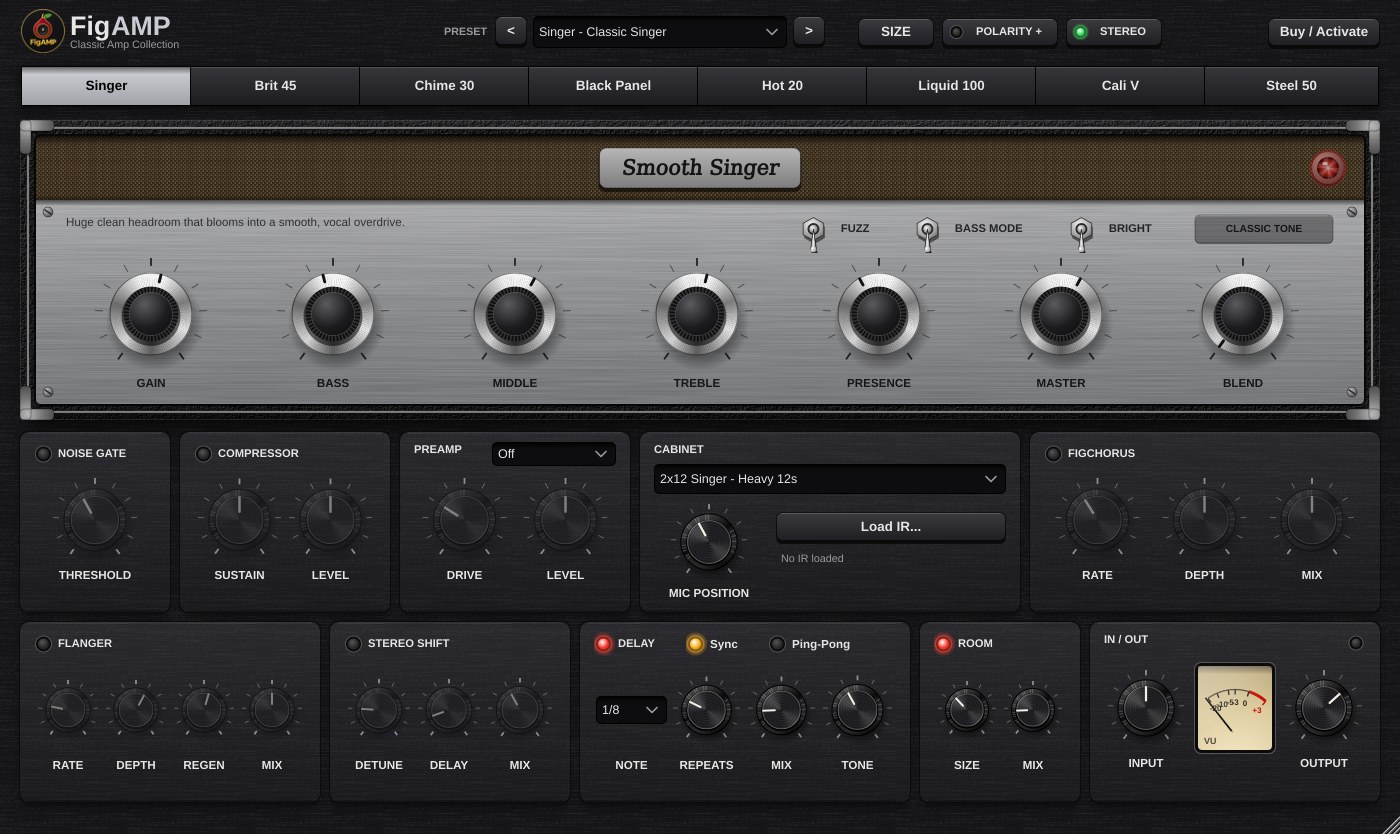 FigAMP
FigAMP
Classic Amp Collection
PRESET
<
Singer - Classic Singer
>
SIZE
POLARITY +
STEREO
Buy / Activate
Singer
Brit 45
Chime 30
Black Panel
Hot 20
Liquid 100
Cali V
Steel 50
Smooth Singer
Huge clean headroom that blooms into a smooth, vocal overdrive.
FUZZ
BASS MODE
BRIGHT
CLASSIC TONE
GAIN
BASS
MIDDLE
TREBLE
PRESENCE
MASTER
BLEND
NOISE GATE
THRESHOLD
COMPRESSOR
SUSTAIN
LEVEL
PREAMP
Off
DRIVE
LEVEL
CABINET
2x12 Singer - Heavy 12s
Load IR...
No IR loaded
MIC POSITION
FIGCHORUS
RATE
DEPTH
MIX
FLANGER
RATE
DEPTH
REGEN
MIX
STEREO SHIFT
DETUNE
DELAY
MIX
DELAY
Sync
Ping-Pong
1/8
NOTE
REPEATS
MIX
TONE
ROOM
SIZE
MIX
IN / OUT
INPUT
-20 -10 -5 3 0 +3
VU
OUTPUT